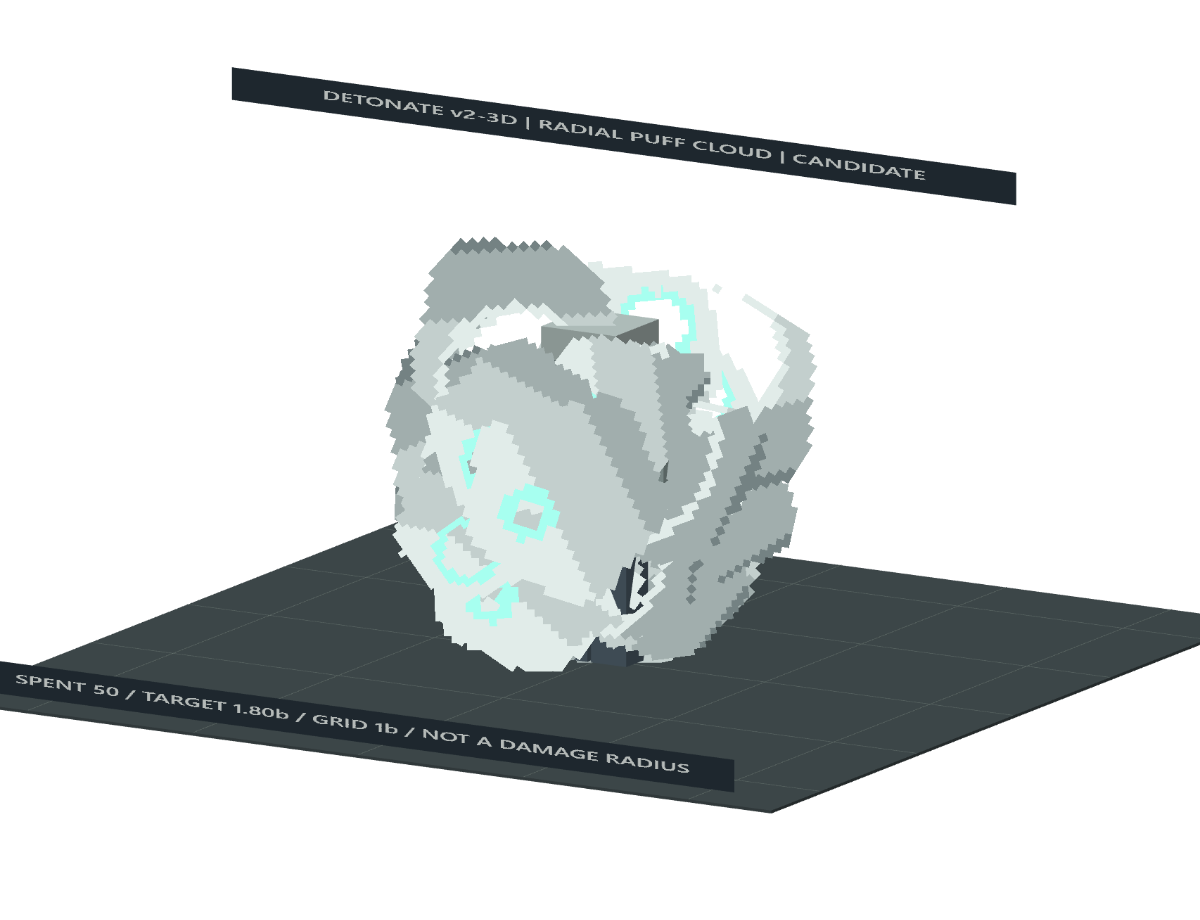 DETONATE v2-3D | RADIAL PUFF CLOUD | CANDIDATE
SPENT 50 / TARGET 1.80b / GRID 1b / NOT A DAMAGE RADIUS